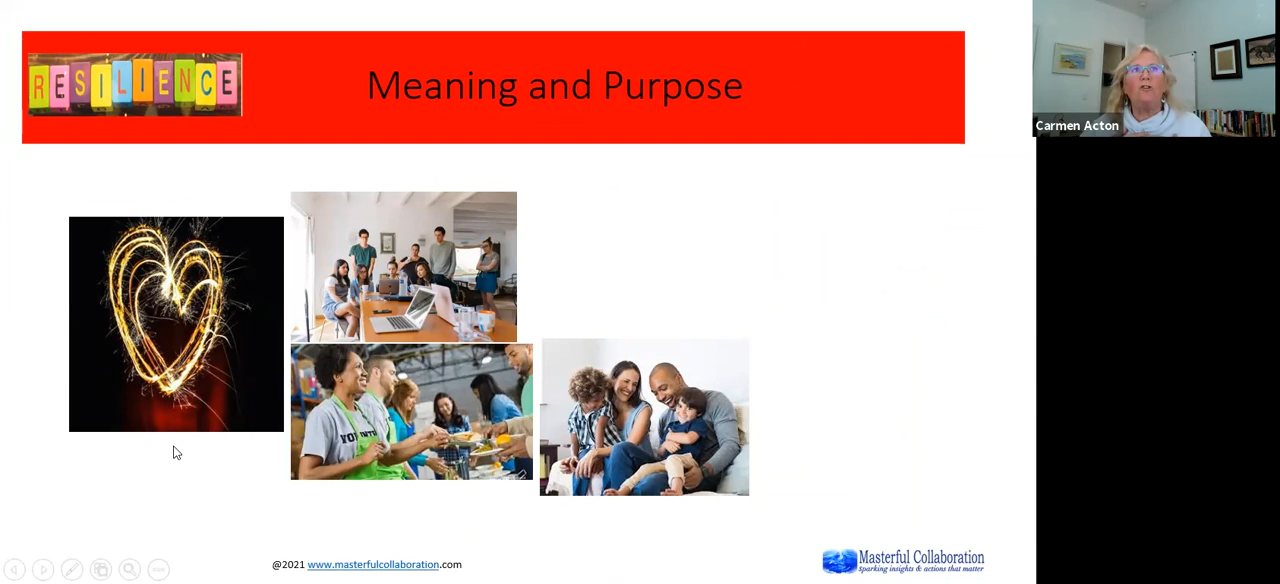 RESILIENCE
Meaning and Purpose
Carmen Acton
@2021 www.masterfulcollaboration.com
Masterful Collaboration
Sparking insights & actions that matter